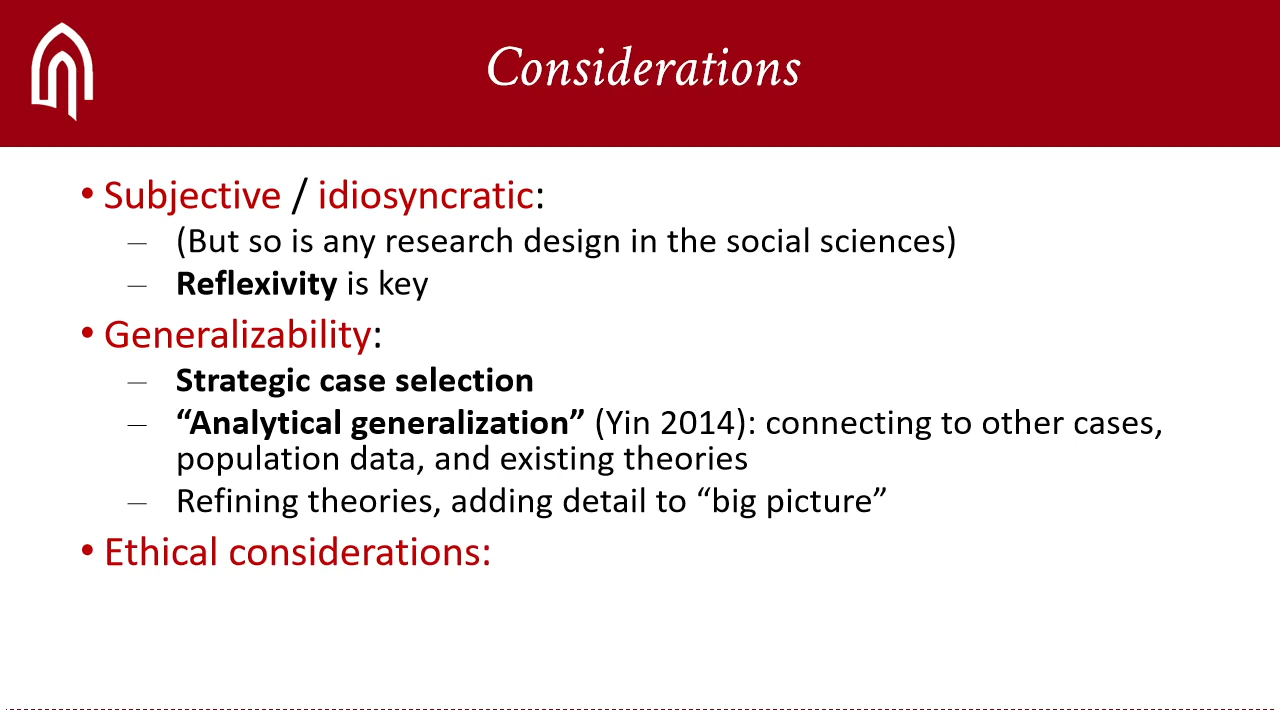 Considerations
• Subjective / idiosyncratic:
– (But so is any research design in the social sciences)
– Reflexivity is key
• Generalizability:
– Strategic case selection
– “Analytical generalization” (Yin 2014): connecting to other cases,
population data, and existing theories
– Refining theories, adding detail to “big picture”
• Ethical considerations: